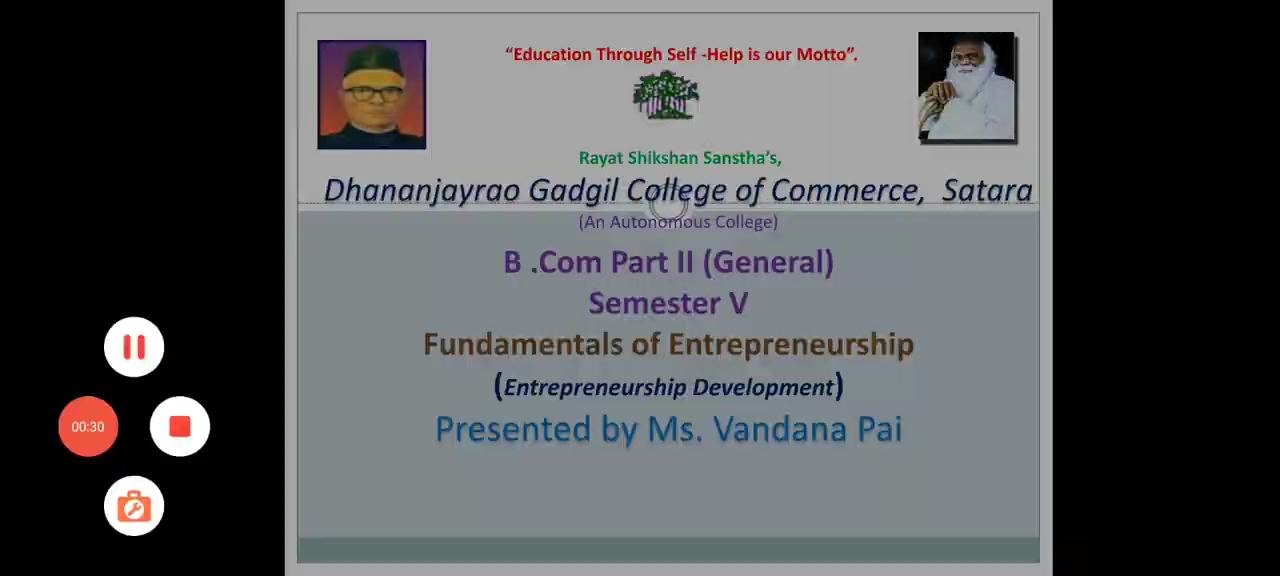 “Education Through Self -Help is our Motto”.
Rayat Shikshan Sanstha’s,
Dhananjayrao Gadgil College of Commerce, Satara
(An Autonomous College)
B .Com Part II (General)
Semester V
Fundamentals of Entrepreneurship
(Entrepreneurship Development)
Presented by Ms. Vandana Pai
00:30